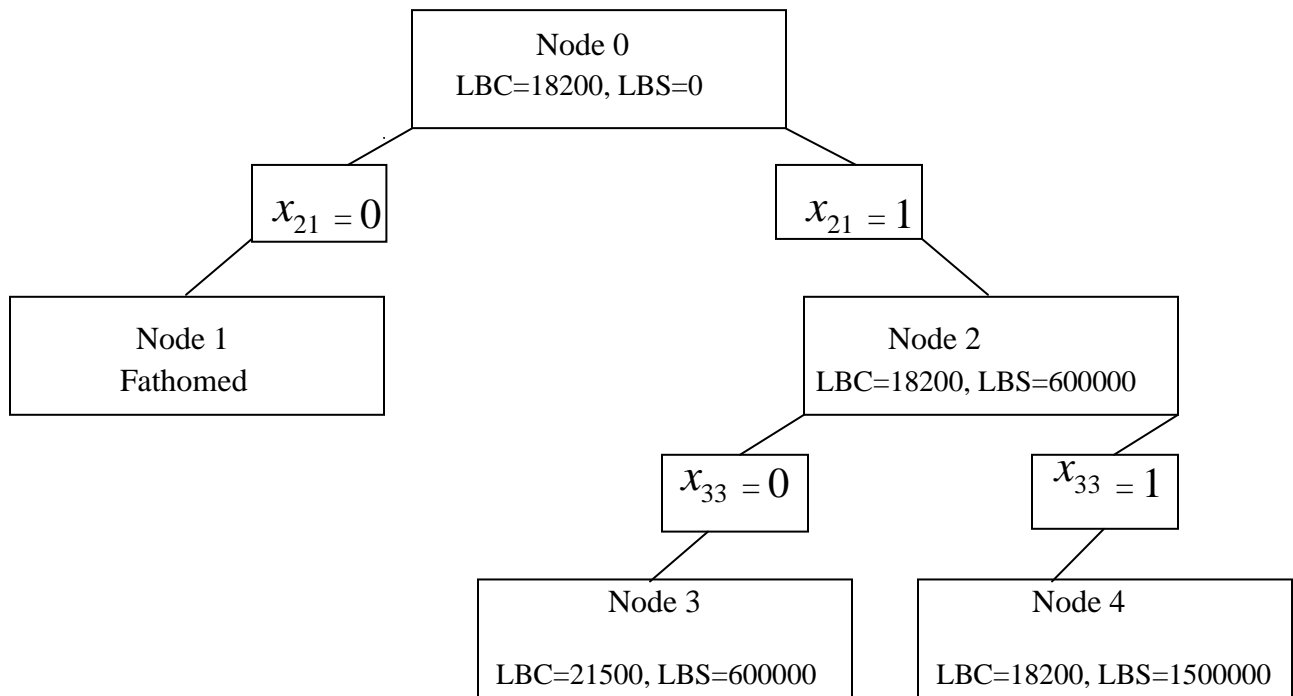 Node 0
LBC=18200, LBS=0
x21 = 0
x21 = 1
Node 1
Fathomed
Node 2
LBC=18200, LBS=600000
x33 = 0
x33 = 1
Node 3
LBC=21500, LBS=600000
Node 4
LBC=18200, LBS=1500000